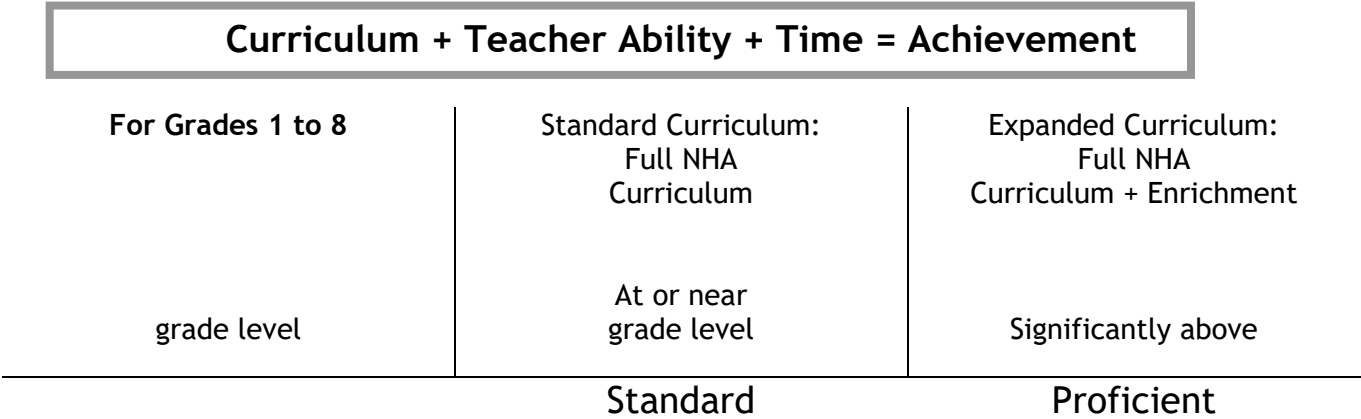 Curriculum + Teacher Ability + Time = Achievement
For Grades 1 to 8
Standard Curriculum:
Full NHA
Curriculum
Expanded Curriculum:
Full NHA
Curriculum + Enrichment
grade level
At or near
grade level
Significantly above
Standard
Proficient